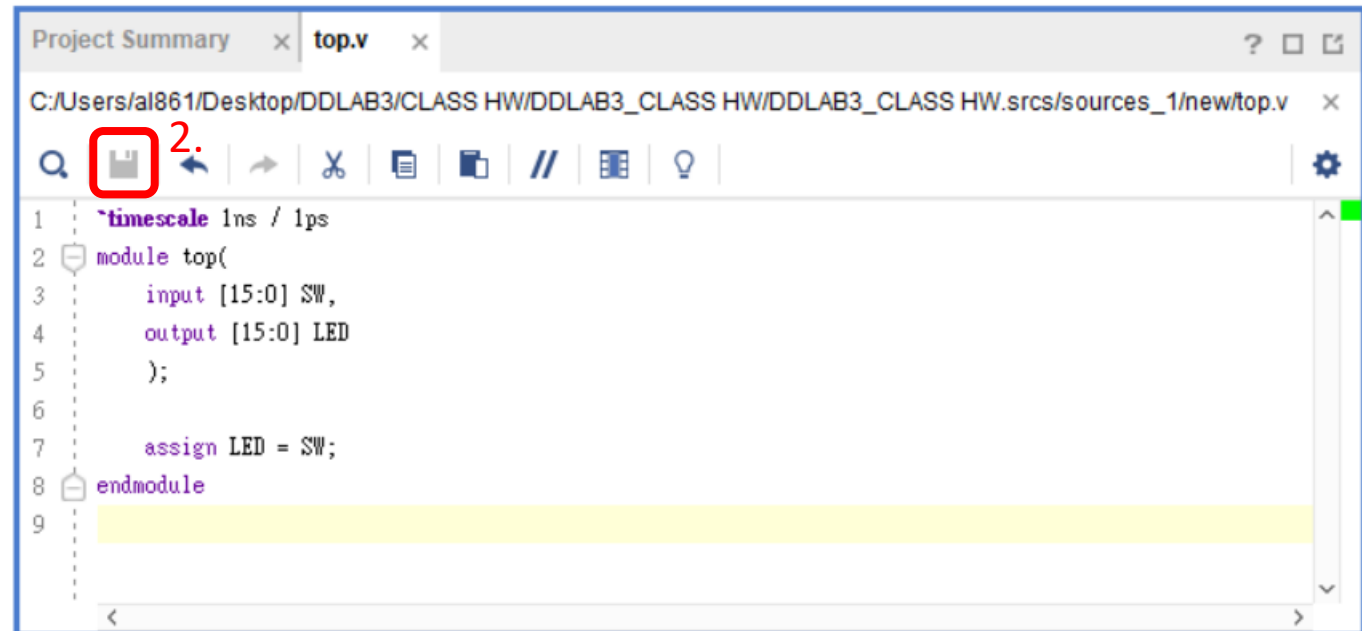 Project Summary × top.v × ?
C:/Users/al861/Desktop/DDLAB3/CLASS HW/DDLAB3_CLASS HW/DDLAB3_CLASS HW.srcs/sources_1/new/top.v ×
2.
//
1 `timescale 1ns / 1ps
2 module top(
3     input [15:0] SW,
4     output [15:0] LED
5     );
6
7     assign LED = SW;
8 endmodule
9